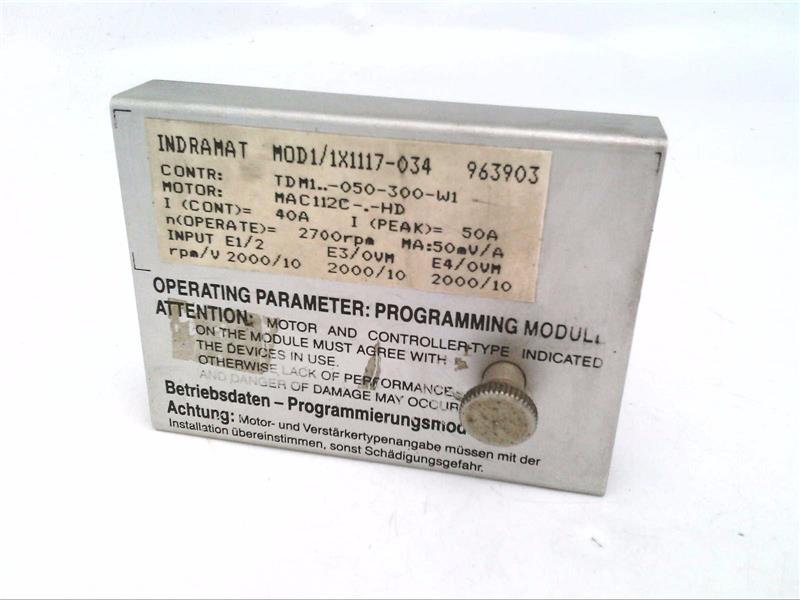 INDRAMAT MOD1/1X1117-034 963903
CONTR: TDM1..-050-300-W1
MOTOR: MAC112C-.-HD
I (CONT)= 40A I (PEAK)= 50A
n(OPERATE)= 2700rpm MA:50mV/A
INPUT E1/2 E3/OVM E4/OVM
rpm/V 2000/10 2000/10 2000/10
OPERATING PARAMETER: PROGRAMMING MODUL
ATTENTION: MOTOR AND CONTROLLER-TYPE INDICATED
ON THE MODULE MUST AGREE WITH
THE DEVICES IN USE.
OTHERWISE LACK OF PERFORMANCE
AND DANGER OF DAMAGE MAY OCCUR
Betriebsdaten – Programmierungsmod
Achtung: Motor- und Verstärkertypenangabe müssen mit der
Installation übereinstimmen, sonst Schädigungsgefahr.